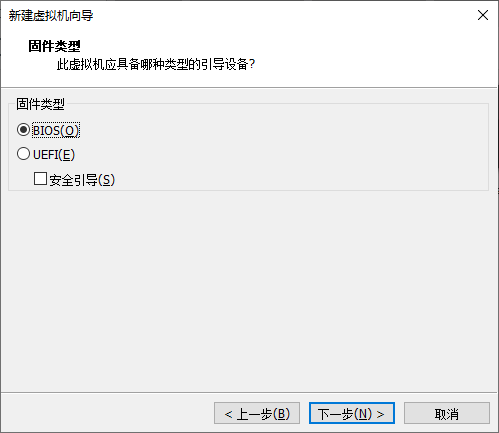 新建虚拟机向导
固件类型
此虚拟机应具备哪种类型的引导设备?
固件类型
BIOS(O)
UEFI(E)
安全引导(S)
< 上一步(B)
下一步(N) >
取消